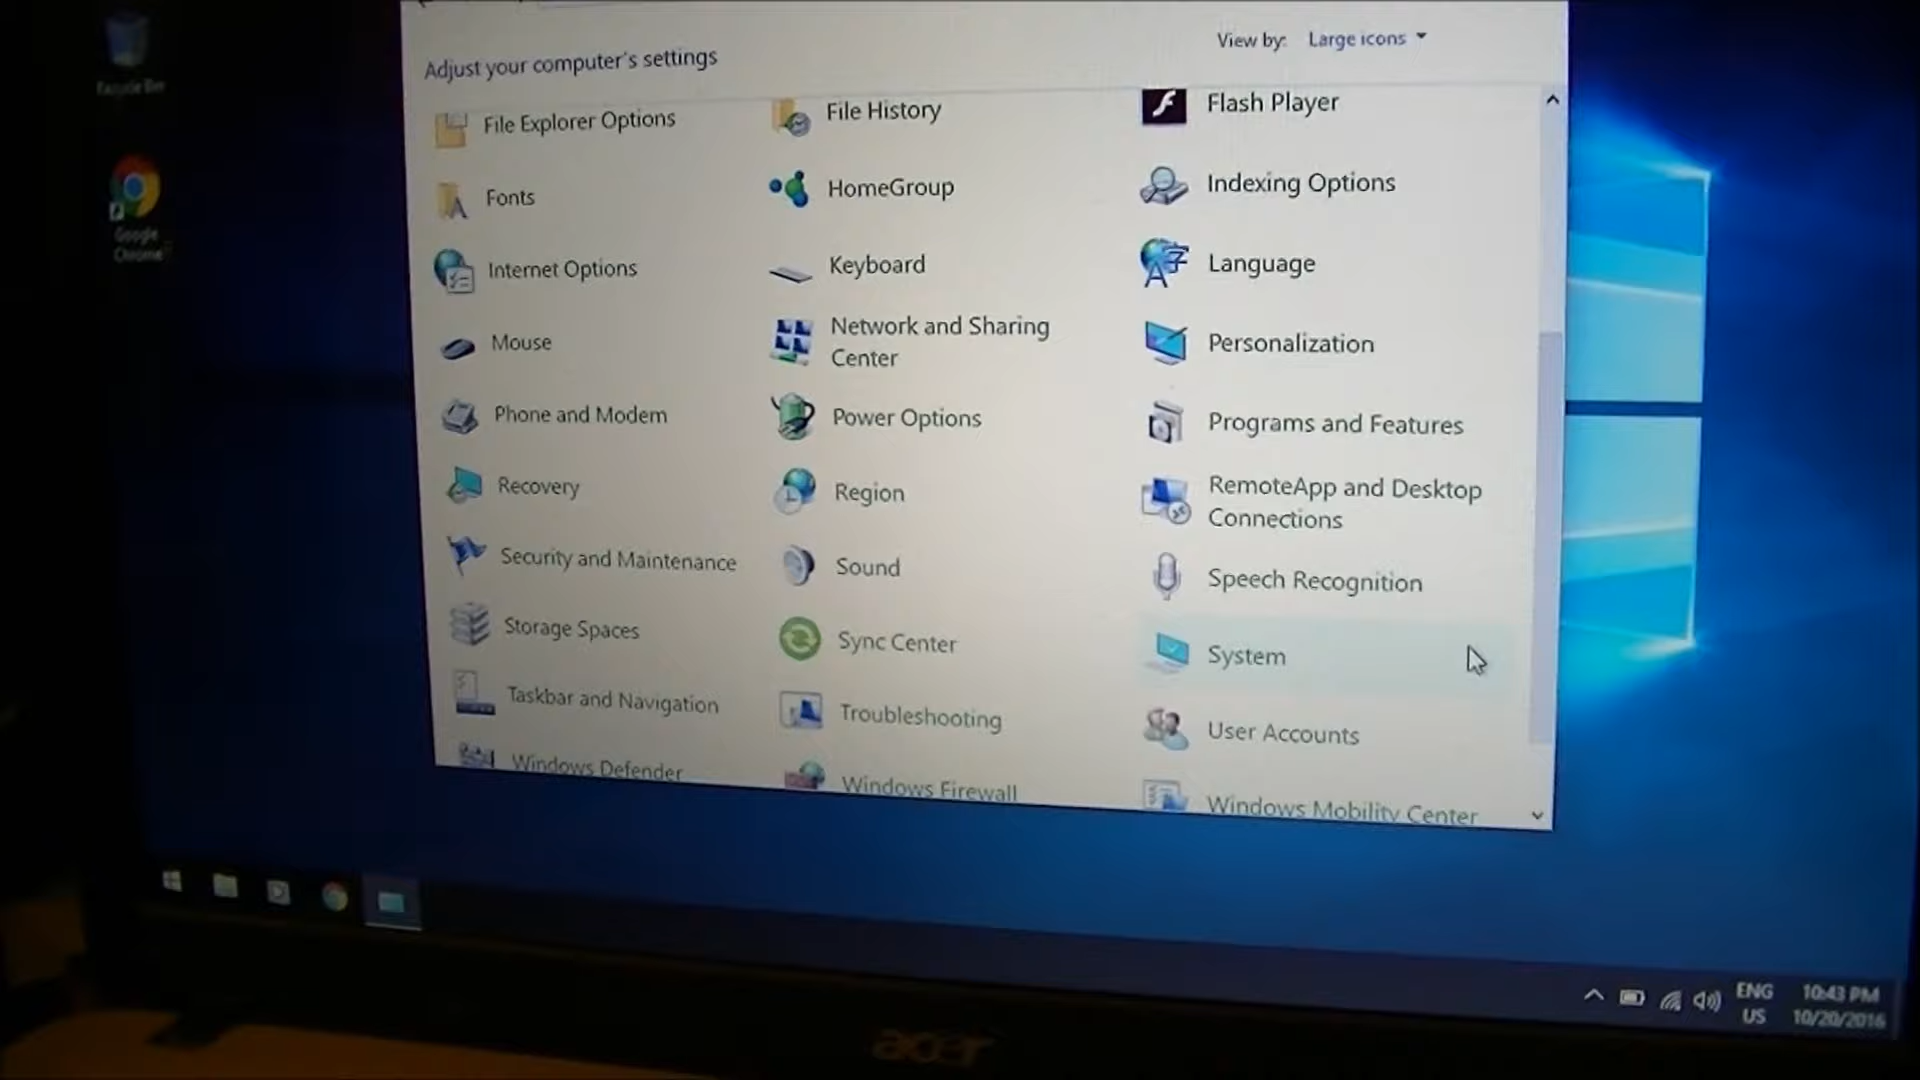 Recycle Bin
Google
Chrome
View by: Large icons
Adjust your computer's settings
File Explorer Options
File History
Flash Player
Fonts
HomeGroup
Indexing Options
Internet Options
Keyboard
Language
Mouse
Network and Sharing
Center
Personalization
Phone and Modem
Power Options
Programs and Features
Recovery
Region
RemoteApp and Desktop
Connections
Security and Maintenance
Sound
Speech Recognition
Storage Spaces
Sync Center
System
Taskbar and Navigation
Troubleshooting
User Accounts
Windows Defender
Windows Firewall
Windows Mobility Center
ENG
US
10:43 PM
10/20/2016
acer